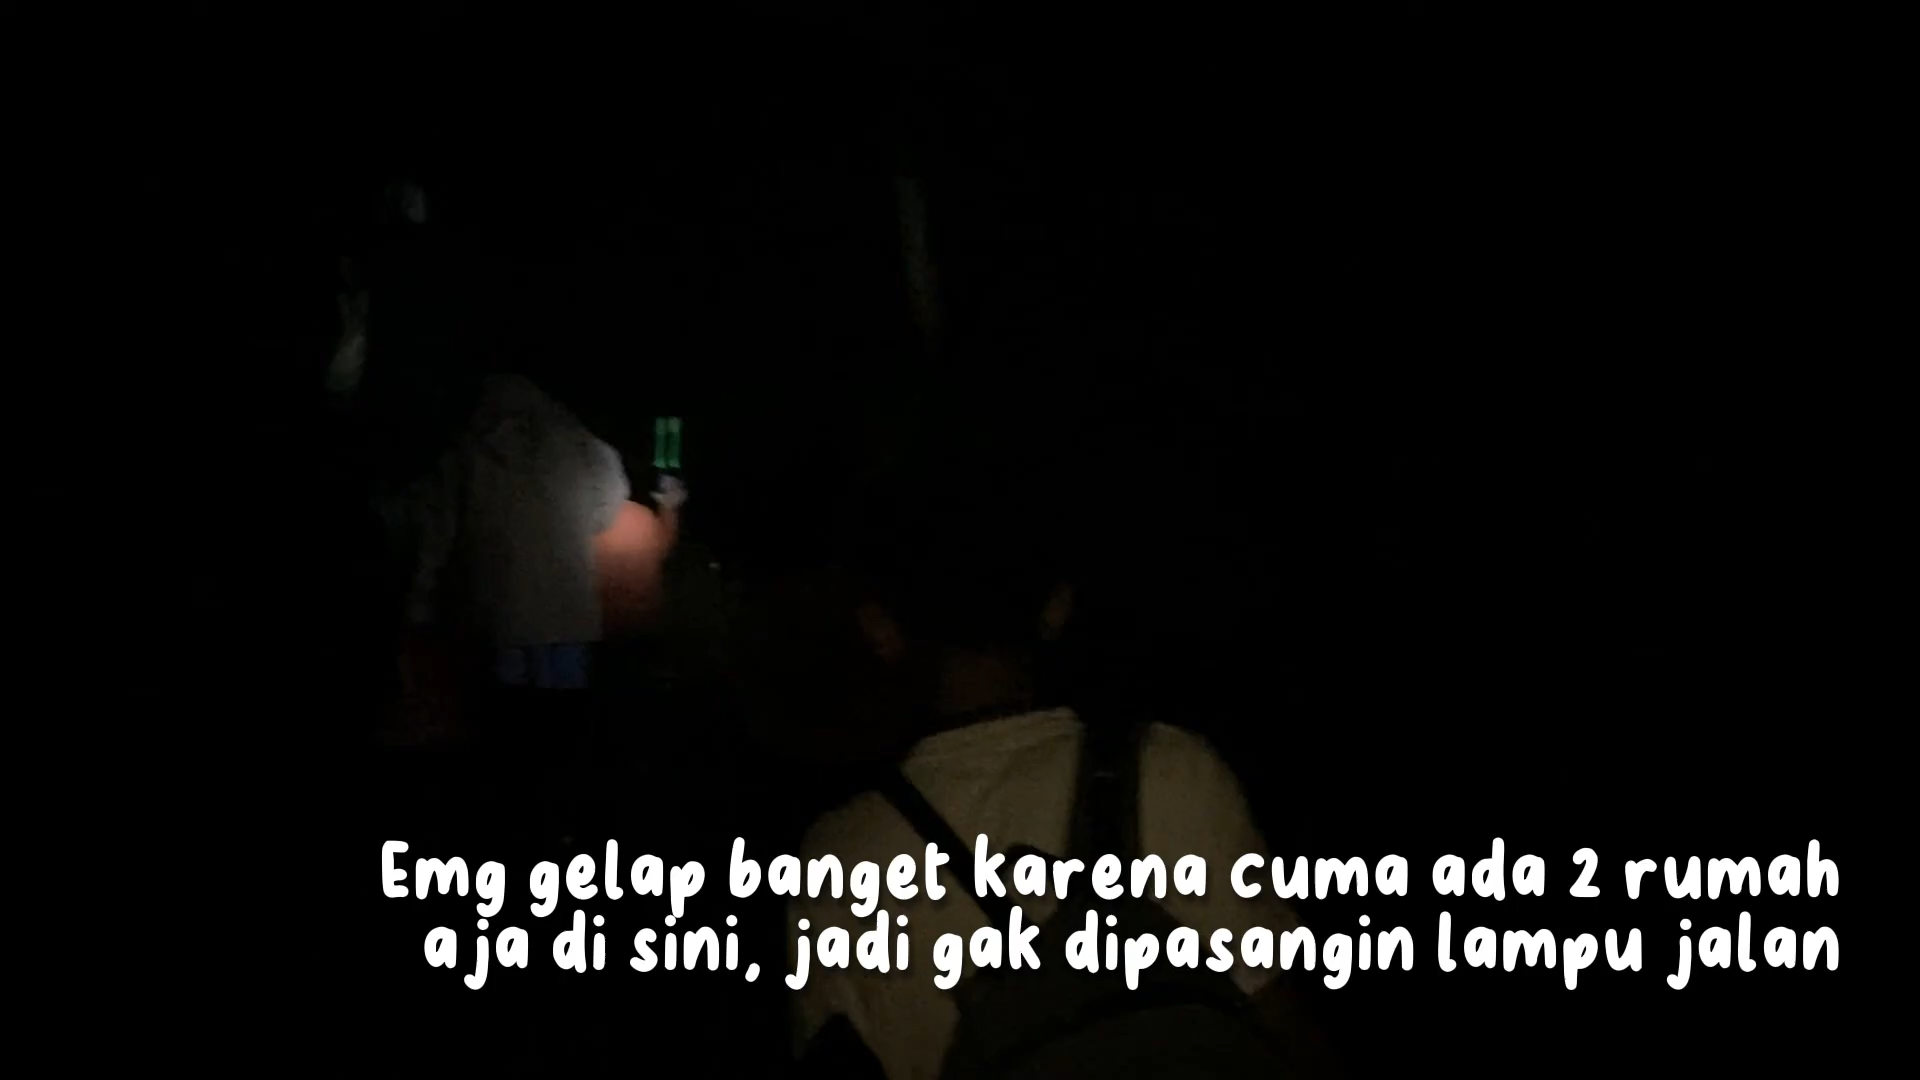 Emg gelap banget karena cuma ada 2 rumah
aja di sini, jadi gak dipasangin lampu jalan